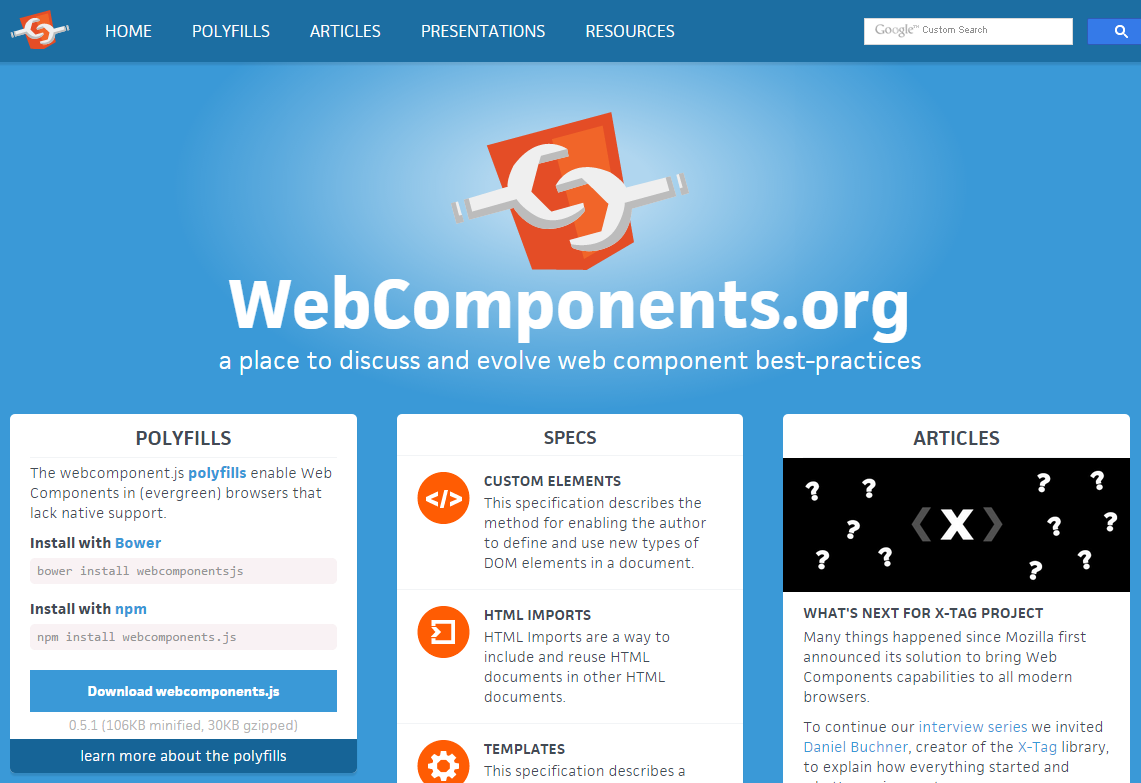 HOME POLYFILLS ARTICLES PRESENTATIONS RESOURCES
Google™ Custom Search
WebComponents.org
a place to discuss and evolve web component best-practices
POLYFILLS
The webcomponent.js polyfills enable Web
Components in (evergreen) browsers that
lack native support.
Install with Bower
bower install webcomponentsjs
Install with npm
npm install webcomponents.js
Download webcomponents.js
0.5.1 (106KB minified, 30KB gzipped)
learn more about the polyfills
SPECS
</>
CUSTOM ELEMENTS
This specification describes the
method for enabling the author
to define and use new types of
DOM elements in a document.
HTML IMPORTS
HTML Imports are a way to
include and reuse HTML
documents in other HTML
documents.
TEMPLATES
This specification describes a
ARTICLES
? ? ? ? ? ? ? ? ? ? ? ?
‹X›
WHAT'S NEXT FOR X-TAG PROJECT
Many things happened since Mozilla first
announced its solution to bring Web
Components capabilities to all modern
browsers.
To continue our interview series we invited
Daniel Buchner, creator of the X-Tag library,
to explain how everything started and